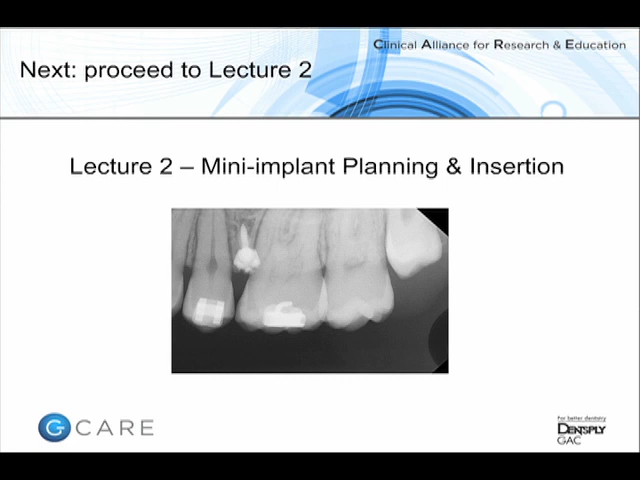 Clinical Alliance for Research & Education
Next: proceed to Lecture 2
Lecture 2 – Mini-implant Planning & Insertion
G CARE
For better dentistry
DENTSPLY
GAC